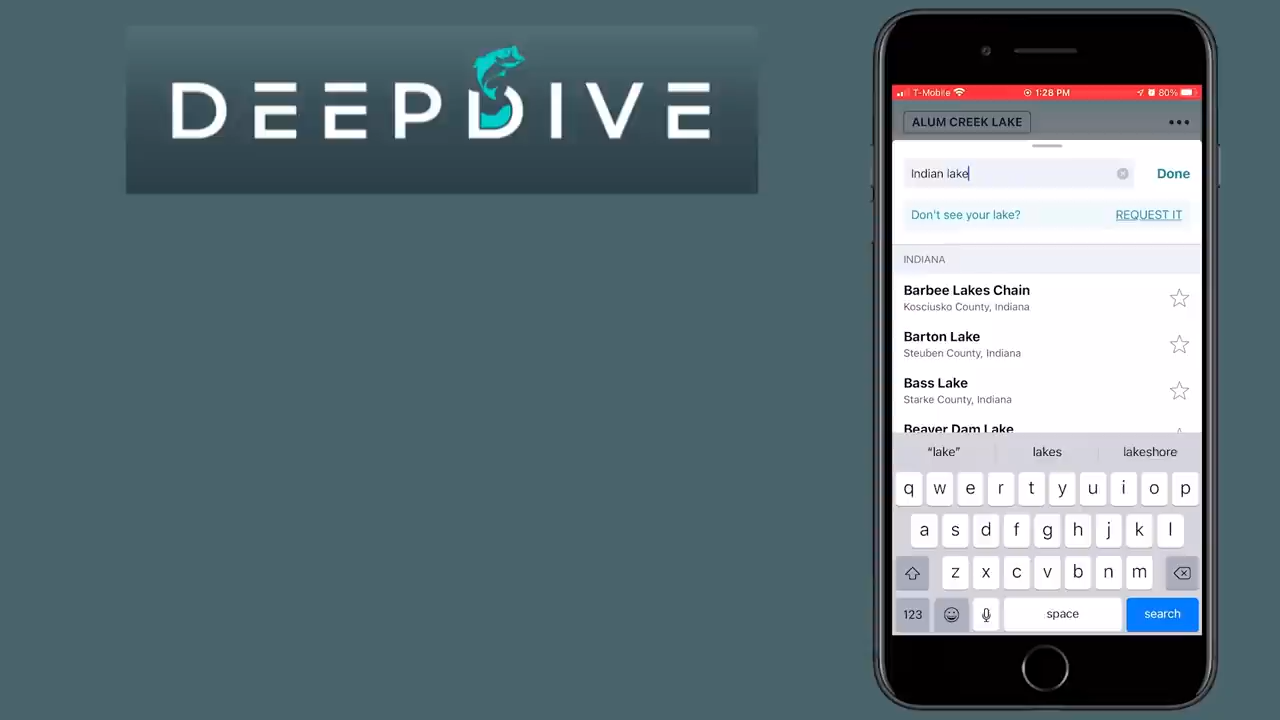 DEEPDIVE
T-Mobile 1:28 PM 80%
ALUM CREEK LAKE
Indian lake Done
Don't see your lake? REQUEST IT
INDIANA
Barbee Lakes Chain
Kosciusko County, Indiana
Barton Lake
Steuben County, Indiana
Bass Lake
Starke County, Indiana
Beaver Dam Lake
"lake" lakes lakeshore
q w e r t y u i o p
a s d f g h j k l
z x c v b n m
123 space search